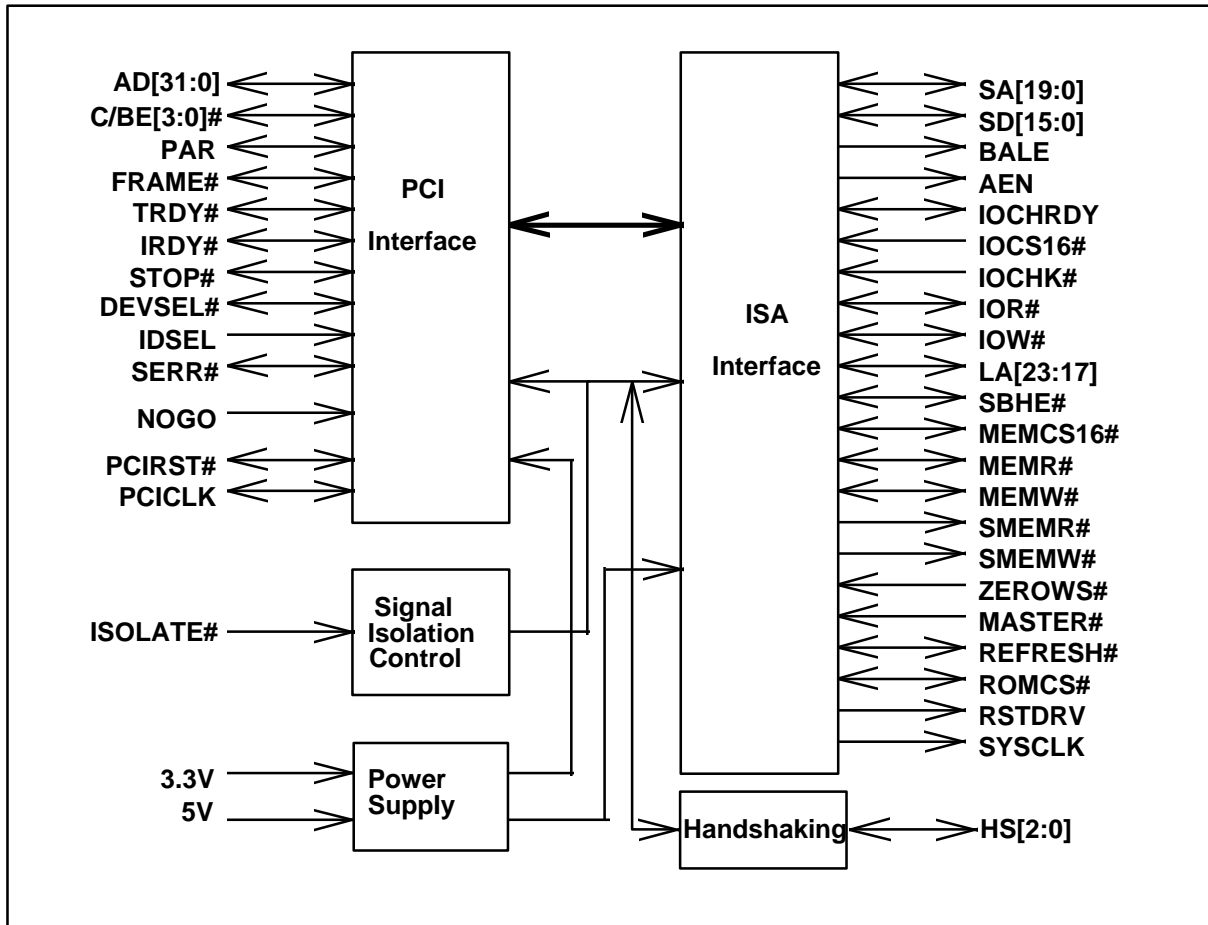 AD[31:0]
C/BE[3:0]#
PAR
FRAME#
TRDY#
IRDY#
STOP#
DEVSEL#
IDSEL
SERR#
NOGO
PCIRST#
PCICLK
ISOLATE#
3.3V
5V
PCI
Interface
Signal
Isolation
Control
Power
Supply
ISA
Interface
Handshaking
SA[19:0]
SD[15:0]
BALE
AEN
IOCHRDY
IOCS16#
IOCHK#
IOR#
IOW#
LA[23:17]
SBHE#
MEMCS16#
MEMR#
MEMW#
SMEMR#
SMEMW#
ZEROWS#
MASTER#
REFRESH#
ROMCS#
RSTDRV
SYSCLK
HS[2:0]